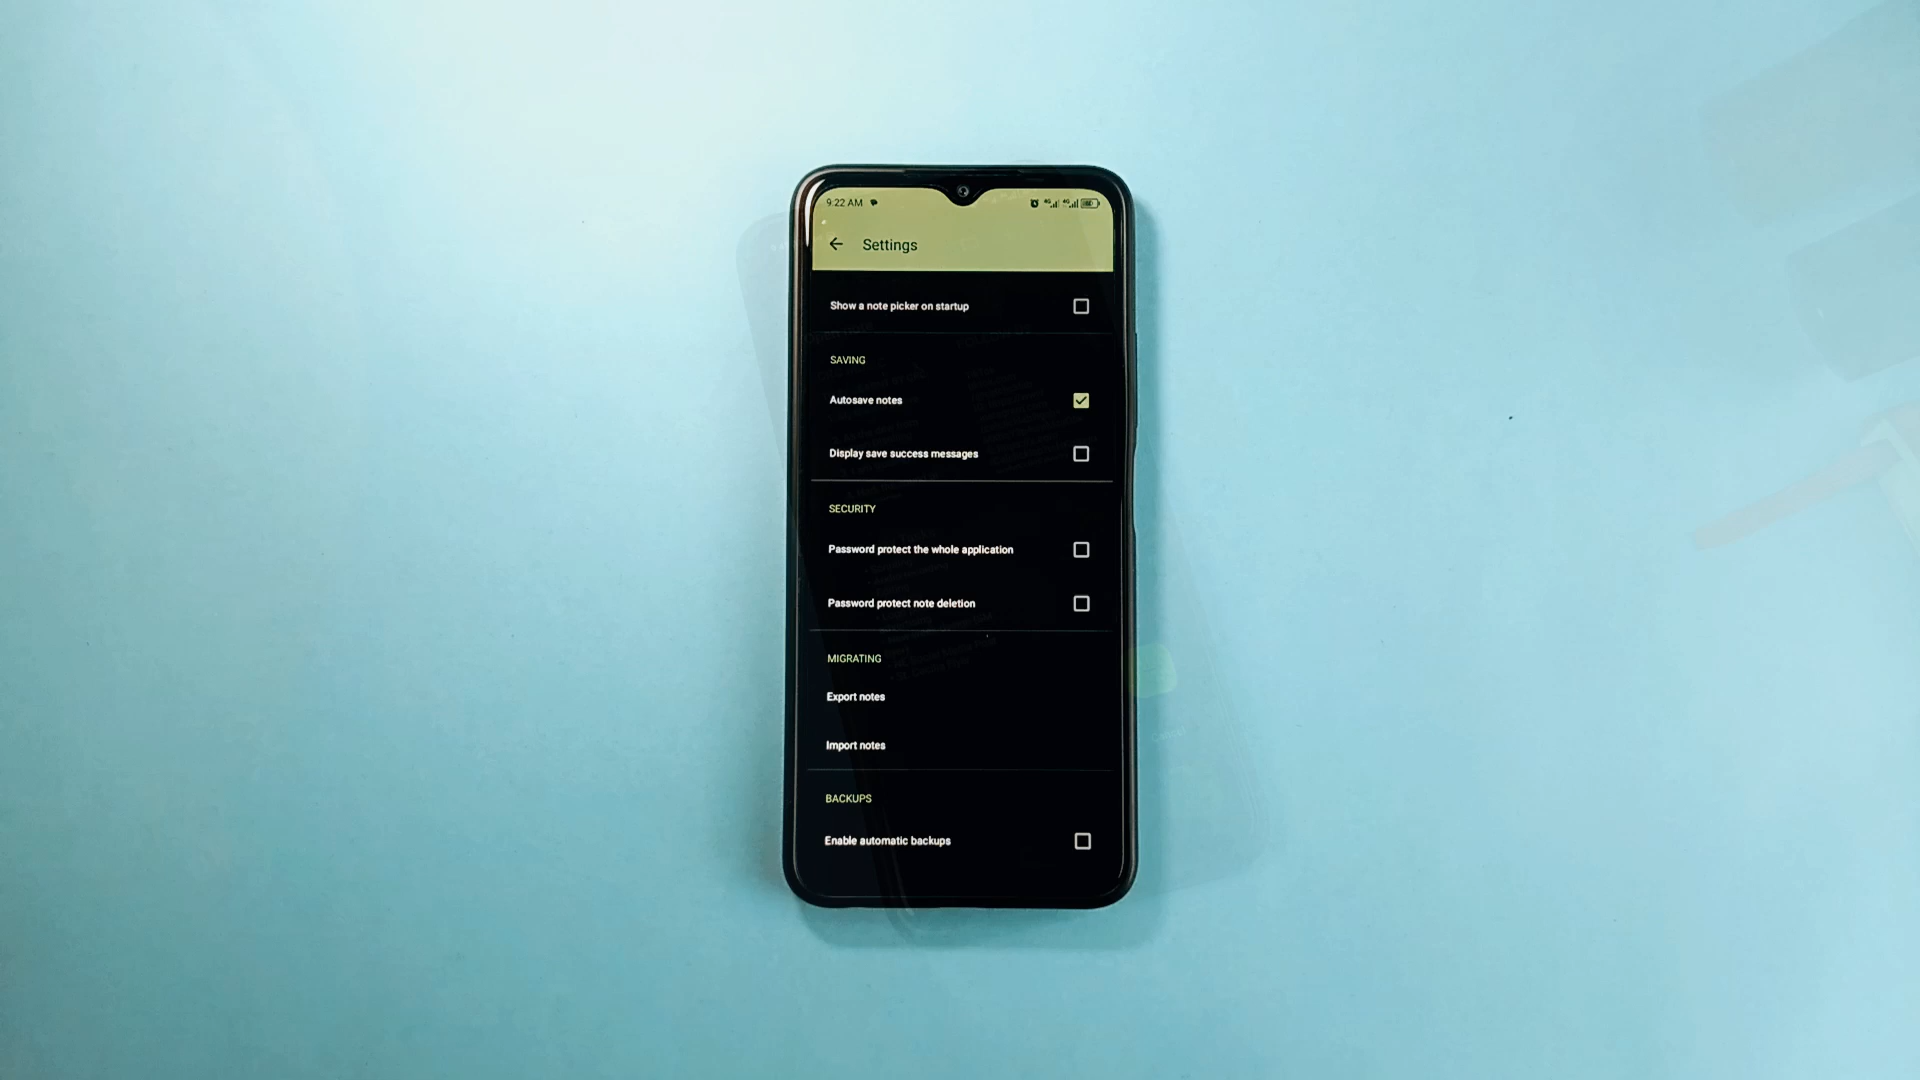 9:22 AM
Settings
Show a note picker on startup
SAVING
Autosave notes
Display save success messages
SECURITY
Password protect the whole application
Password protect note deletion
MIGRATING
Export notes
Import notes
BACKUPS
Enable automatic backups